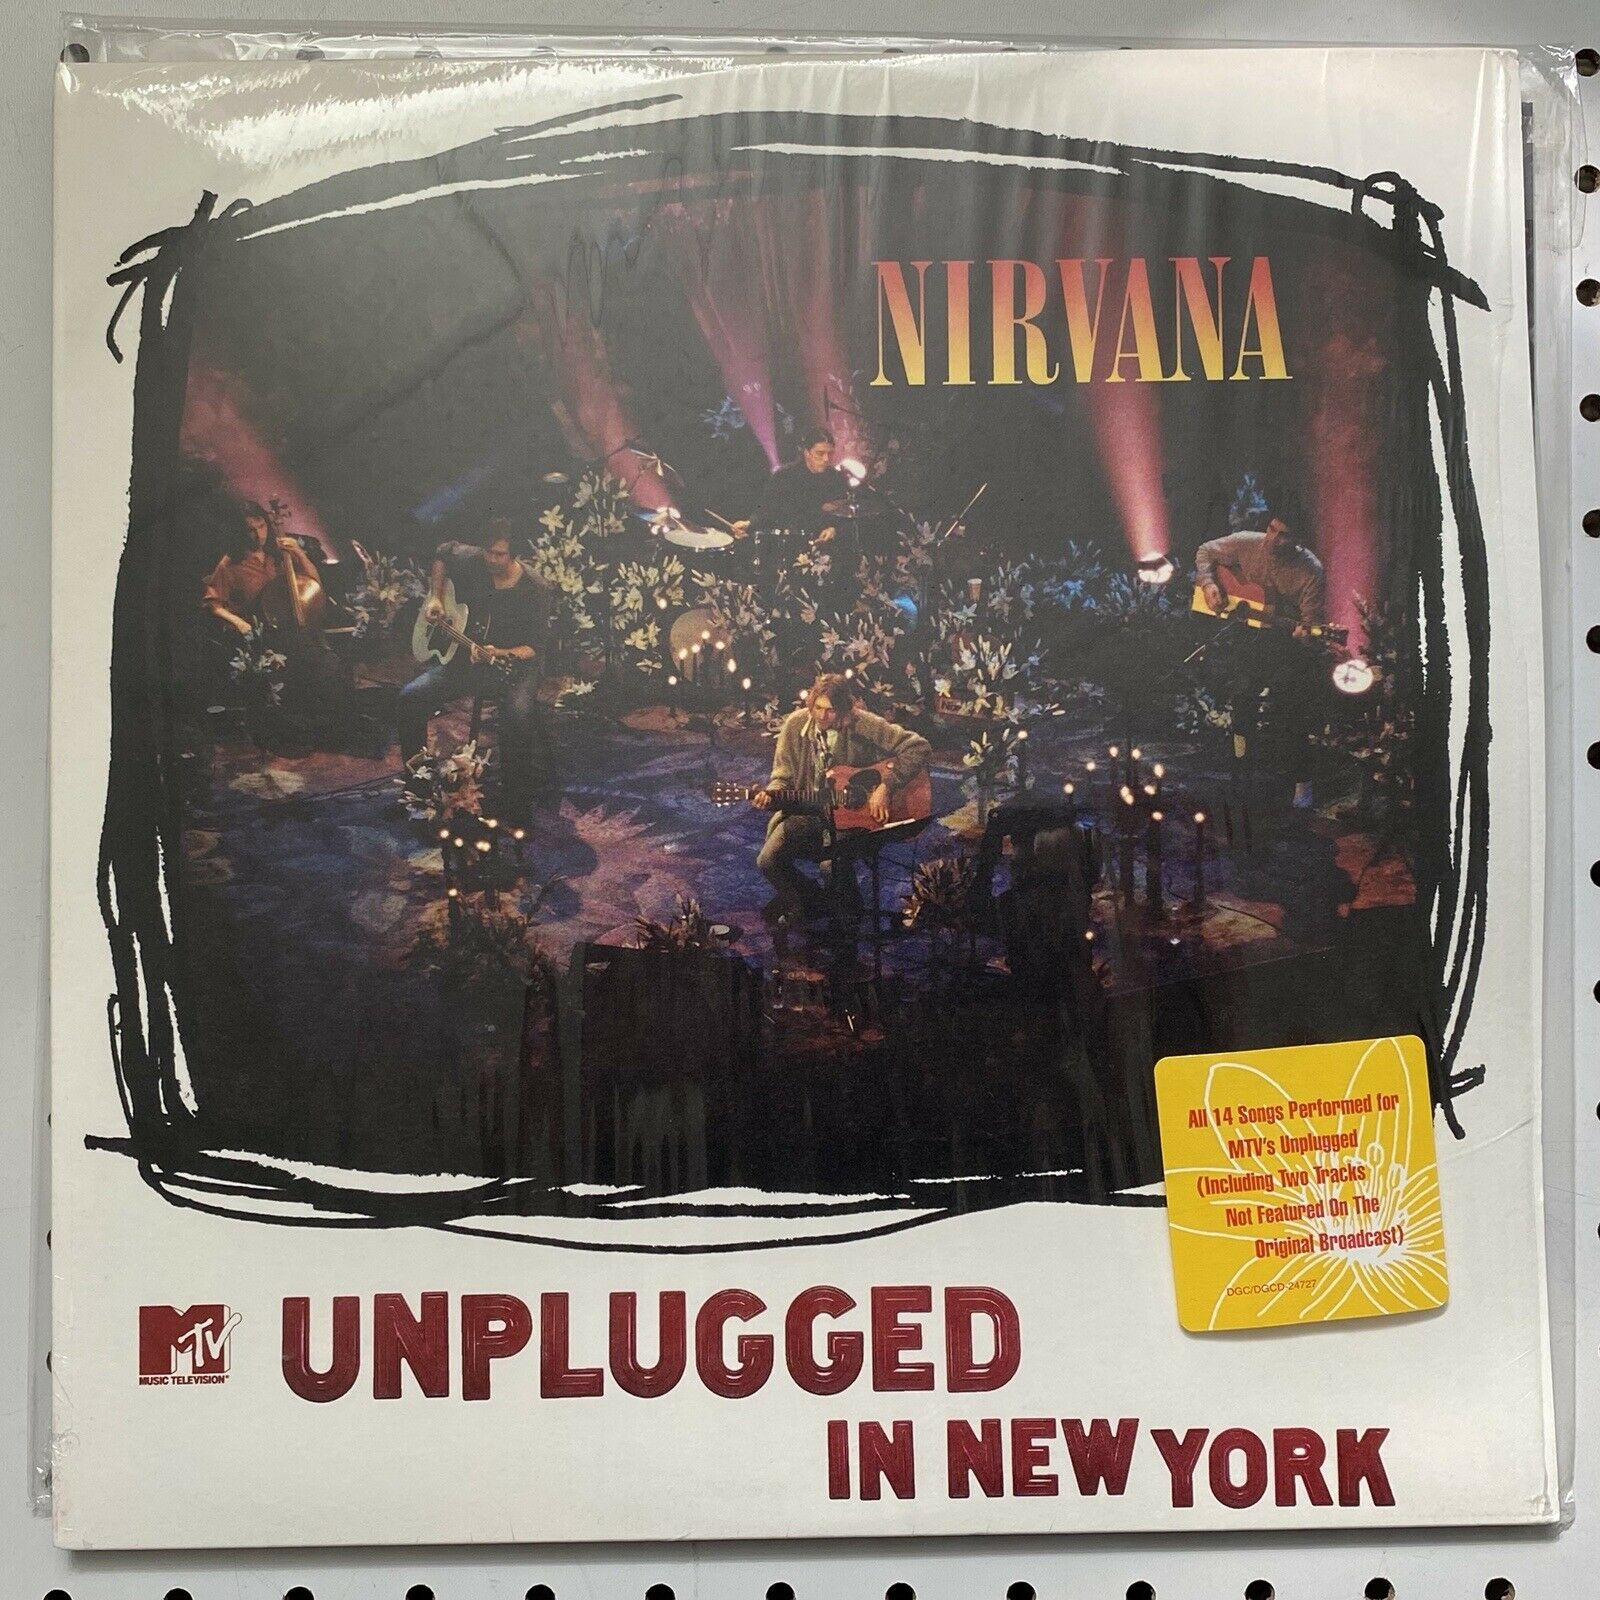 NIRVANA
All 14 Songs Performed for
MTV's Unplugged
(Including Two Tracks
Not Featured On The
Original Broadcast)
DGC/DGCD-24727
MTV
MUSIC TELEVISION®
UNPLUGGED
IN NEW YORK